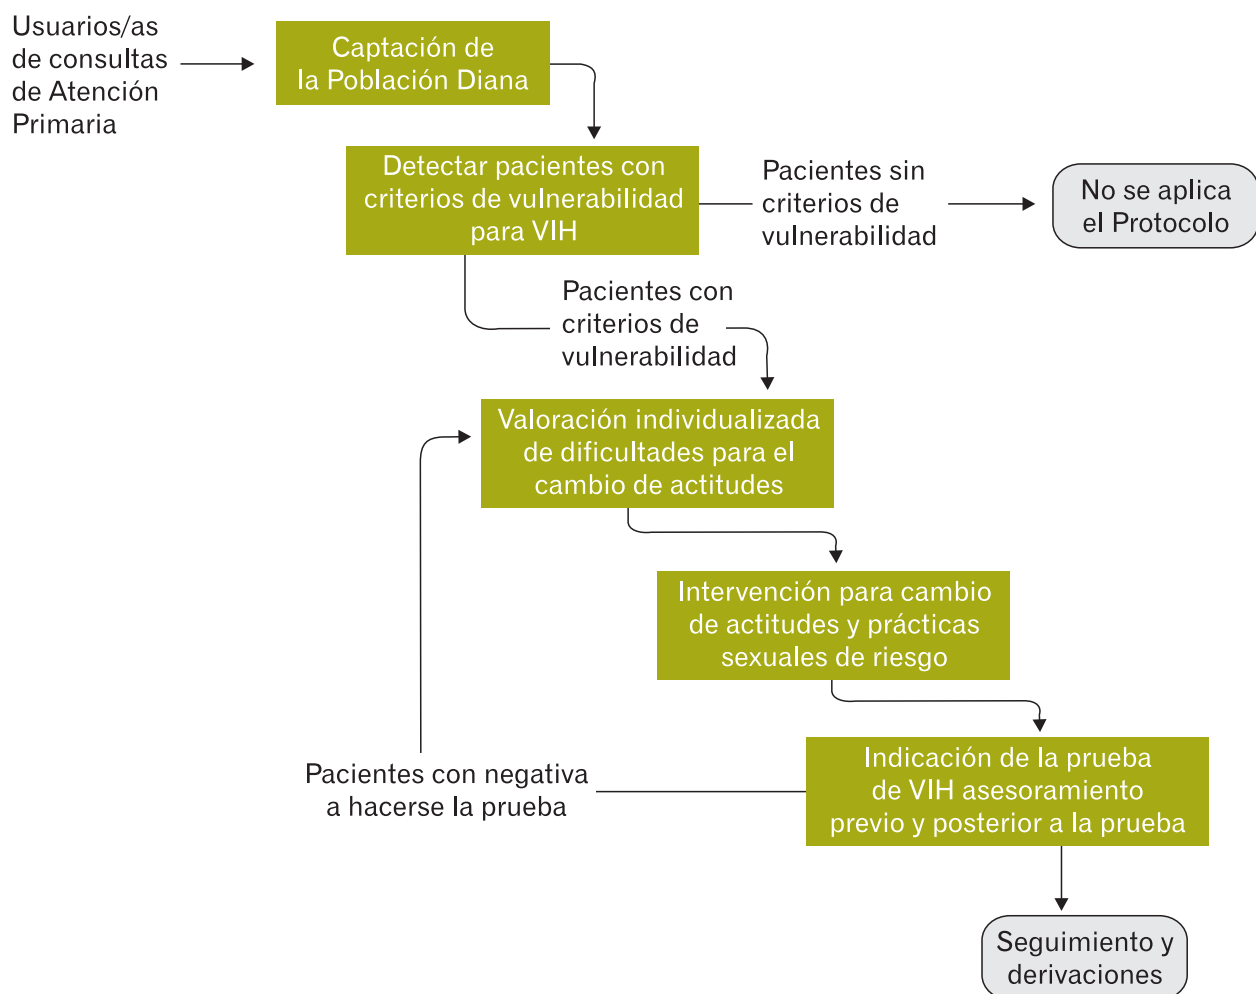 Usuarios/as
de consultas
de Atención
Primaria
Captación de
la Población Diana
Detectar pacientes con
criterios de vulnerabilidad
para VIH
Pacientes sin
criterios de
vulnerabilidad
No se aplica
el Protocolo
Pacientes con
criterios de
vulnerabilidad
Valoración individualizada
de dificultades para el
cambio de actitudes
Intervención para cambio
de actitudes y prácticas
sexuales de riesgo
Indicación de la prueba
de VIH asesoramiento
previo y posterior a la prueba
Pacientes con negativa
a hacerse la prueba
Seguimiento y
derivaciones